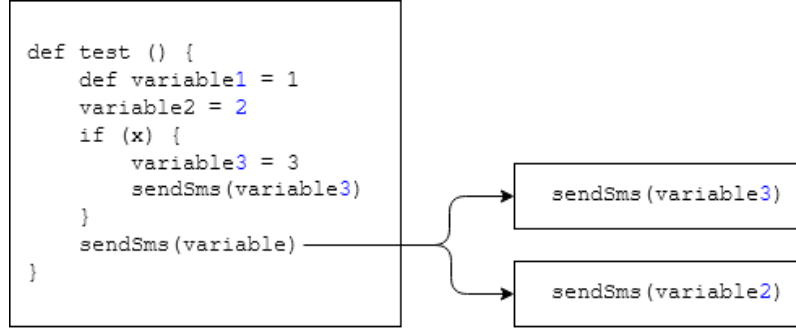 def test () {
def variable1 = 1
variable2 = 2
if (x) {
variable3 = 3
sendSms(variable3)
}
sendSms(variable)
}
sendSms(variable3)
sendSms(variable2)